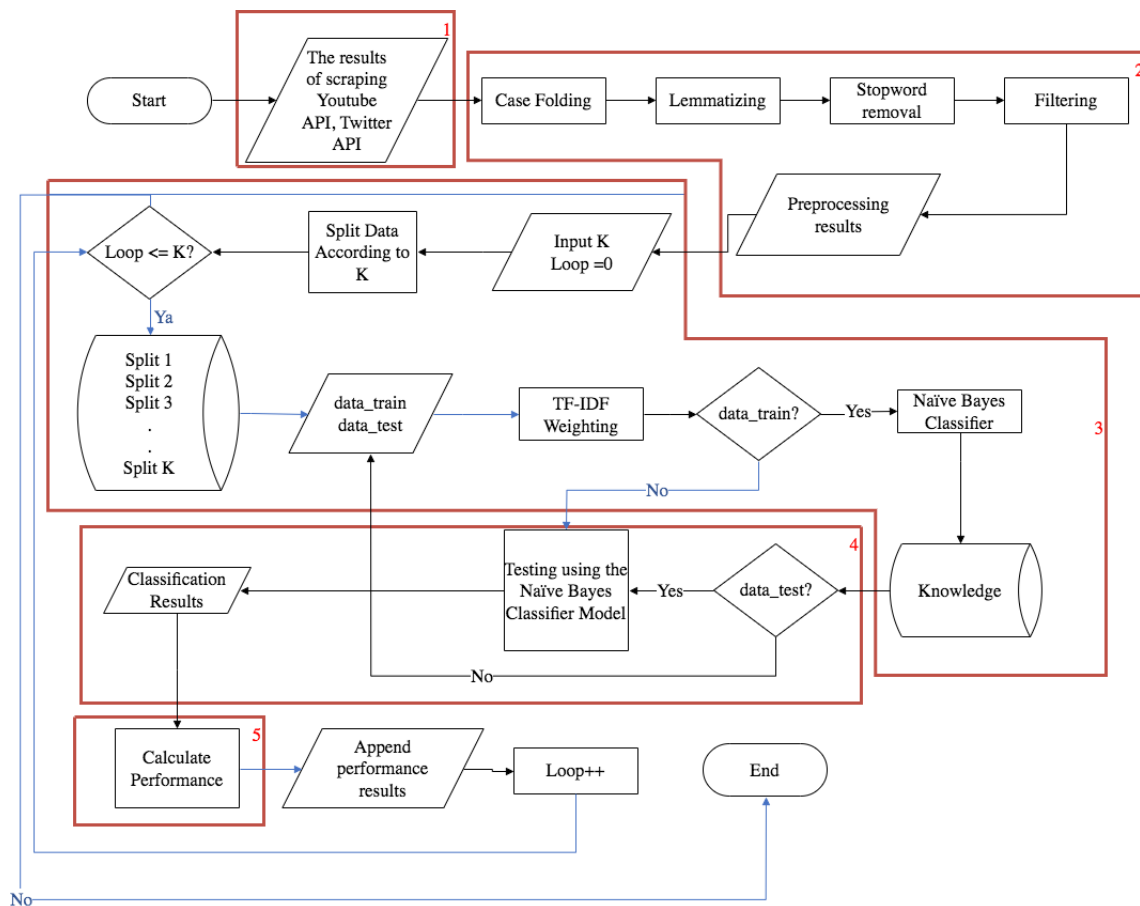 1
The results
of scraping
Youtube
API, Twitter
API
Start
2
Case Folding
Lemmatizing
Stopword
removal
Filtering
Preprocessing
results
Loop <= K?
Split Data
According to
K
Input K
Loop =0
Ya
Split 1
Split 2
Split 3
.
.
Split K
data_train
data_test
TF-IDF
Weighting
data_train?
Yes
Naïve Bayes
Classifier
3
No
4
Classification
Results
Testing using the
Naïve Bayes
Classifier Model
Yes
data_test?
Knowledge
No
5
Calculate
Performance
Append
performance
results
Loop++
End
No